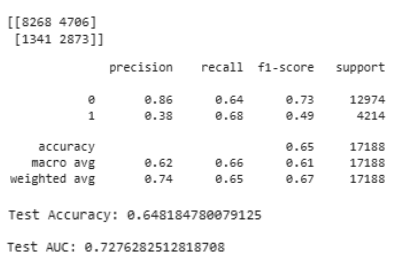 [[8268 4706]
[1341 2873]]
precision recall f1-score support
0 0.86 0.64 0.73 12974
1 0.38 0.68 0.49 4214
accuracy 0.65 17188
macro avg 0.62 0.66 0.61 17188
weighted avg 0.74 0.65 0.67 17188
Test Accuracy: 0.648184780079125
Test AUC: 0.7276282512818708